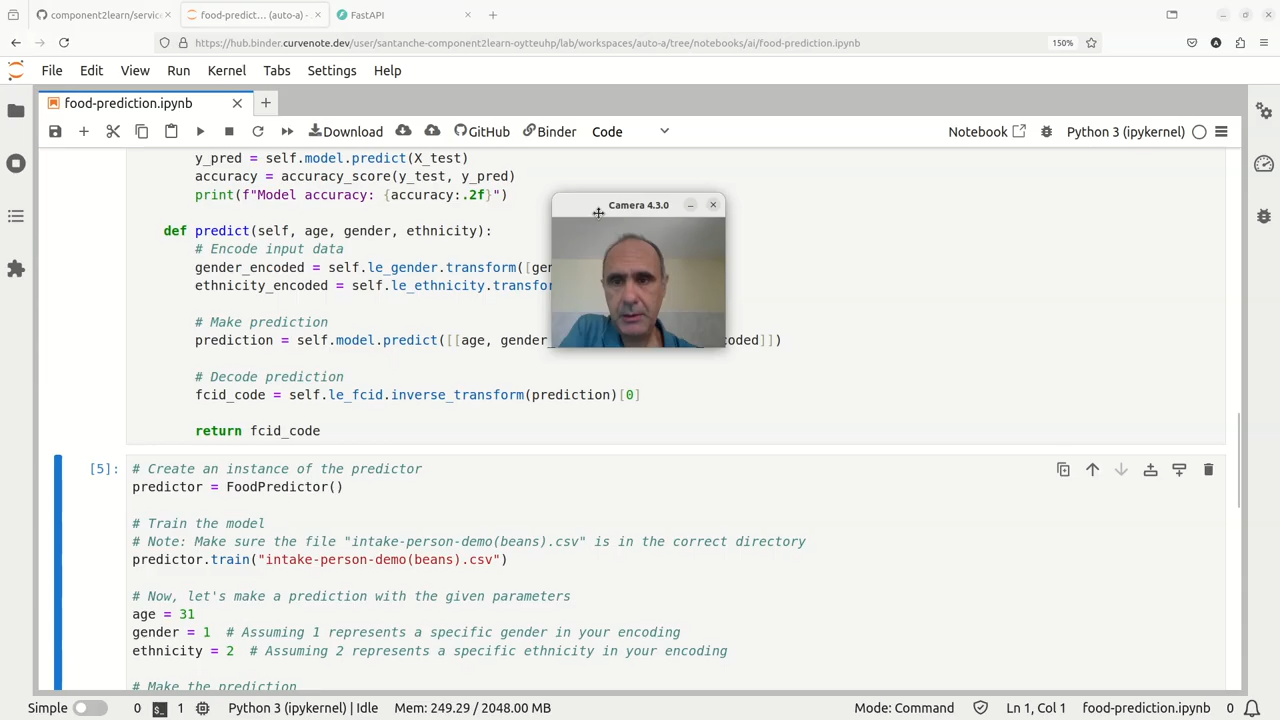 component2learn/servic
food-predict… (auto-a) -
FastAPI
https://hub.binder.curvenote.dev/user/santanche-component2learn-oytteuhp/lab/workspaces/auto-a/tree/notebooks/ai/food-prediction.ipynb
150%
File Edit View Run Kernel Tabs Settings Help
food-prediction.ipynb
Download GitHub Binder Code Notebook Python 3 (ipykernel)
y_pred = self.model.predict(X_test)
accuracy = accuracy_score(y_test, y_pred)
print(f"Model accuracy: {accuracy:.2f}")
Camera 4.3.0
def predict(self, age, gender, ethnicity):
# Encode input data
gender_encoded = self.le_gender.transform([ger
ethnicity_encoded = self.le_ethnicity.transfor
# Make prediction
prediction = self.model.predict([[age, gender_ coded]])
# Decode prediction
fcid_code = self.le_fcid.inverse_transform(prediction)[0]
return fcid_code
[5]:
# Create an instance of the predictor
predictor = FoodPredictor()
# Train the model
# Note: Make sure the file "intake-person-demo(beans).csv" is in the correct directory
predictor.train("intake-person-demo(beans).csv")
# Now, let's make a prediction with the given parameters
age = 31
gender = 1 # Assuming 1 represents a specific gender in your encoding
ethnicity = 2 # Assuming 2 represents a specific ethnicity in your encoding
# Make the prediction
Simple 0 1 Python 3 (ipykernel) | Idle Mem: 249.29 / 2048.00 MB Mode: Command Ln 1, Col 1 food-prediction.ipynb 0